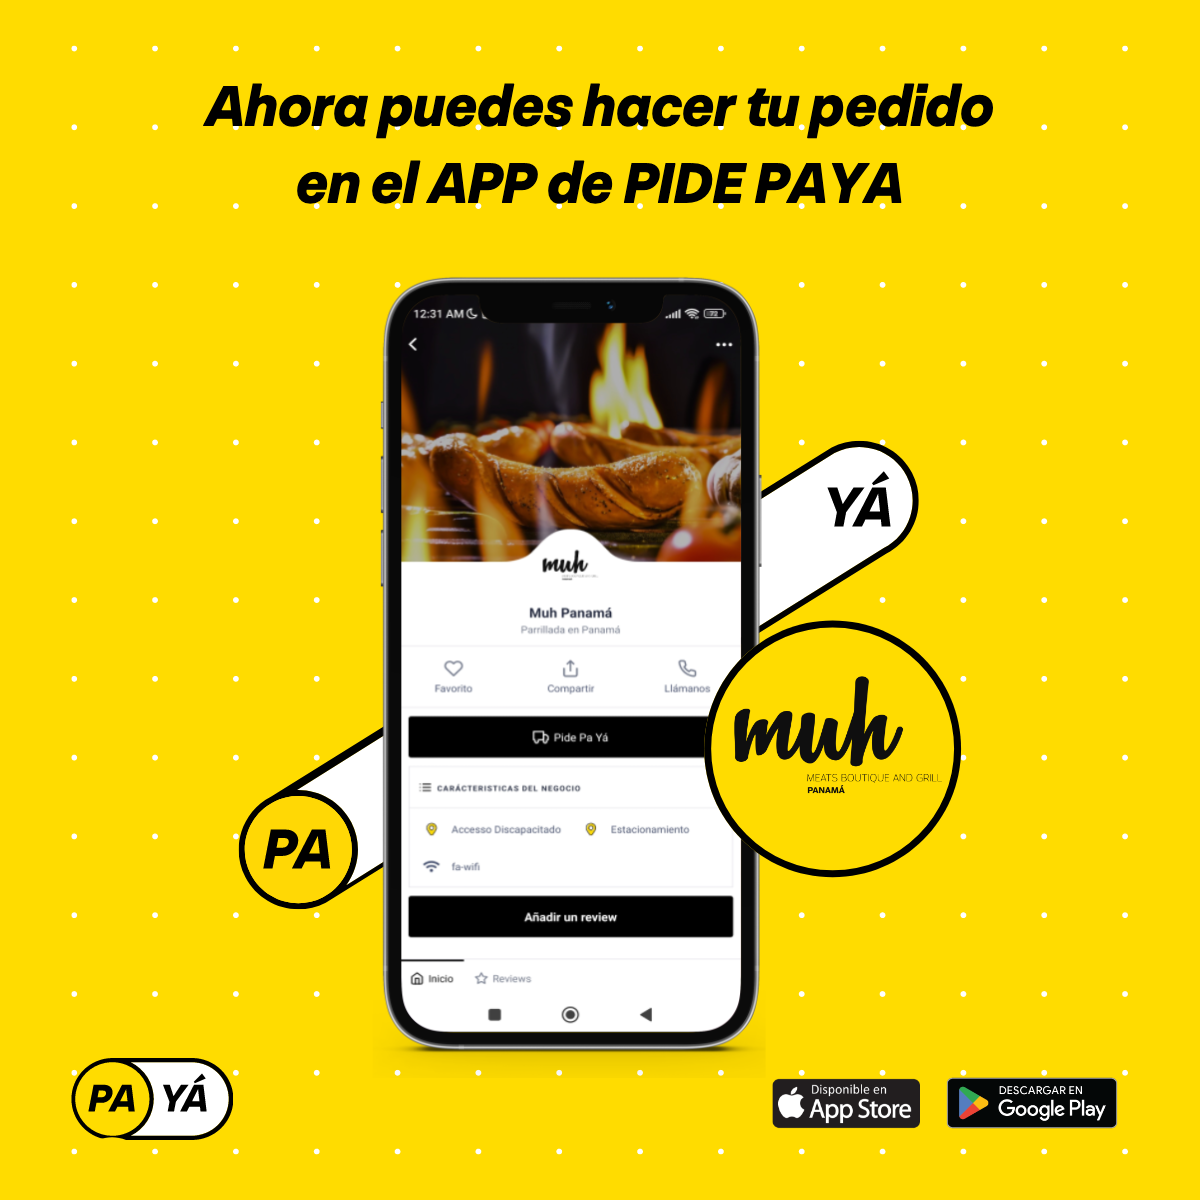 Ahora puedes hacer tu pedido
en el APP de PIDE PAYA
12:31 AM
72
muh
Muh Panamá
Parrillada en Panamá
Favorito
Compartir
Llámanos
Pide Pa Yá
CARÁCTERISTICAS DEL NEGOCIO
Accesso Discapacitado
Estacionamiento
fa-wifi
Añadir un review
Inicio
Reviews
YÁ
muh
MEATS BOUTIQUE AND GRILL
PANAMÁ
PA
PA YÁ
Disponible en
App Store
DESCARGAR EN
Google Play